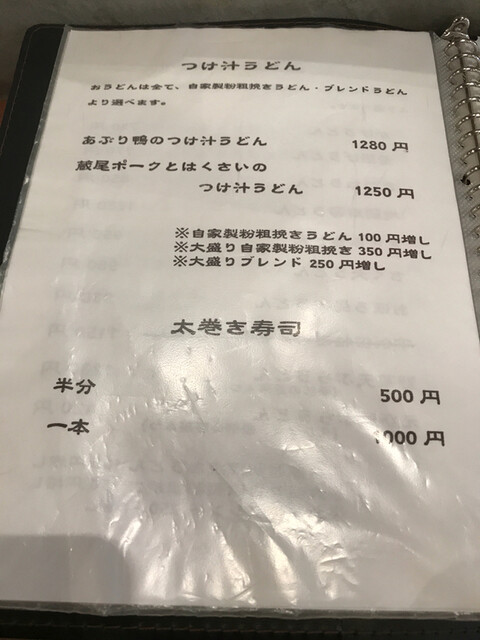 つけ汁うどん
おうどんは全て、自家製粉粗挽きうどん・ブレンドうどん
より選べます。
あぶり鴨のつけ汁うどん 1280 円
蔵尾ポークとはくさいの
つけ汁うどん 1250 円
※自家製粉粗挽きうどん 100 円増し
※大盛り自家製粉粗挽き 350 円増し
※大盛りブレンド 250 円増し
太巻き寿司
半分 500 円
一本 1000 円